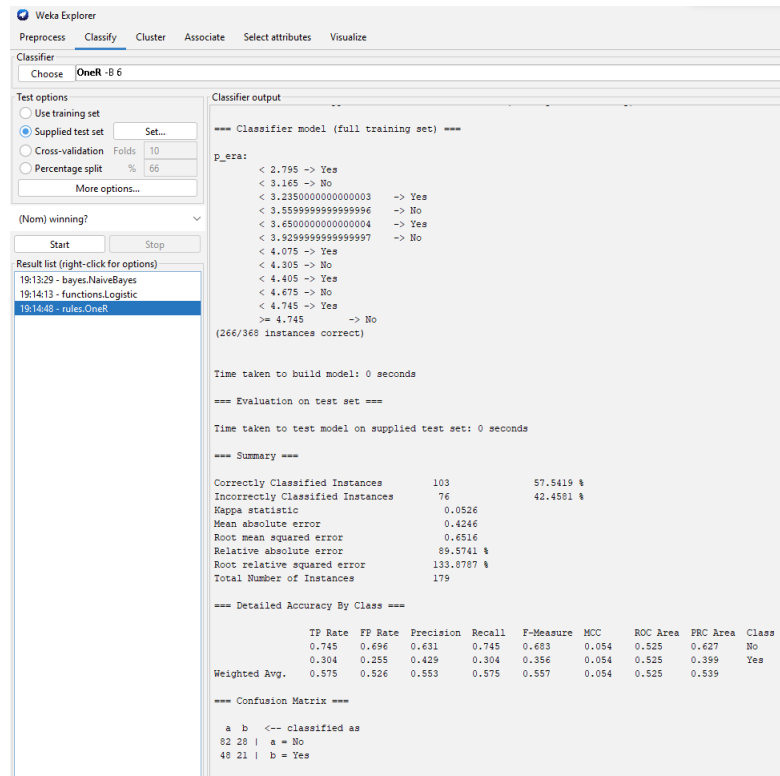 Weka Explorer
Preprocess Classify Cluster Associate Select attributes Visualize
Classifier
Choose OneR -B 6
Test options
Use training set
Supplied test set Set...
Cross-validation Folds 10
Percentage split % 66
More options...
(Nom) winning?
Start Stop
Result list (right-click for options)
19:13:29 - bayes.NaiveBayes
19:14:13 - functions.Logistic
19:14:48 - rules.OneR
Classifier output
=== Classifier model (full training set) ===
p_era:
< 2.795 -> Yes
< 3.165 -> No
< 3.2350000000000003 -> Yes
< 3.5599999999999996 -> No
< 3.6500000000000004 -> Yes
< 3.9299999999999997 -> No
< 4.075 -> Yes
< 4.305 -> No
< 4.405 -> Yes
< 4.675 -> No
< 4.745 -> Yes
>= 4.745 -> No
(266/368 instances correct)
Time taken to build model: 0 seconds
=== Evaluation on test set ===
Time taken to test model on supplied test set: 0 seconds
=== Summary ===
Correctly Classified Instances 103 57.5419 %
Incorrectly Classified Instances 76 42.4581 %
Kappa statistic 0.0526
Mean absolute error 0.4246
Root mean squared error 0.6516
Relative absolute error 89.5741 %
Root relative squared error 133.8787 %
Total Number of Instances 179
=== Detailed Accuracy By Class ===
TP Rate FP Rate Precision Recall F-Measure MCC ROC Area PRC Area Class
0.745 0.696 0.631 0.745 0.683 0.054 0.525 0.627 No
0.304 0.255 0.429 0.304 0.356 0.054 0.525 0.399 Yes
Weighted Avg. 0.575 0.526 0.553 0.575 0.557 0.054 0.525 0.539
=== Confusion Matrix ===
a b <-- classified as
82 28 | a = No
48 21 | b = Yes